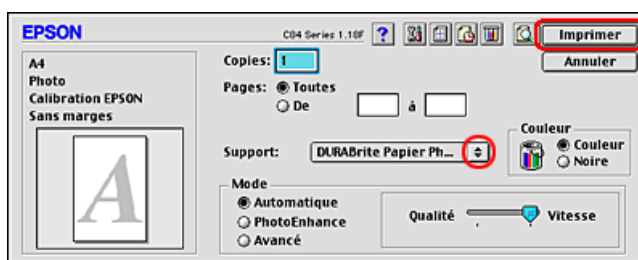 EPSON
C84 Series 1.10F
?
Imprimer
Annuler
A4
Photo
Calibration EPSON
Sans marges
A
Copies: 1
Pages: Toutes
De à
Support: DURABrite Papier Ph...
Couleur
Couleur
Noire
Mode
Automatique
PhotoEnhance
Avancé
Qualité Vitesse